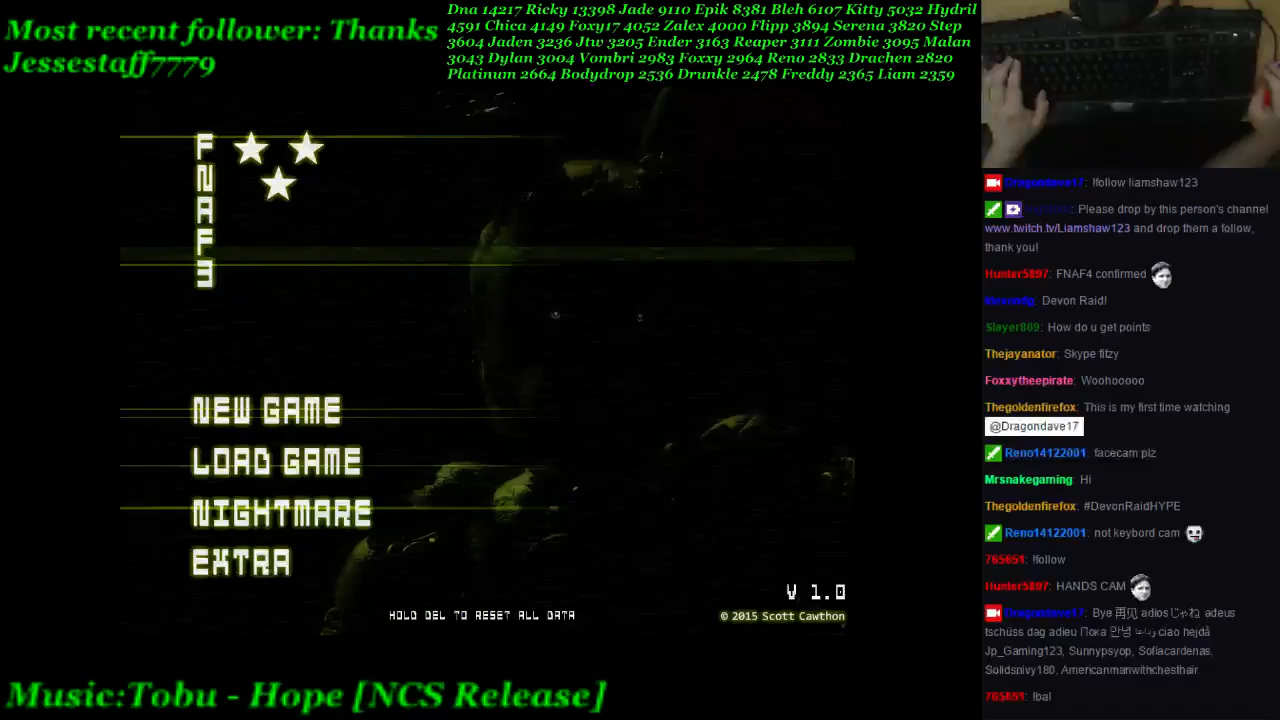 Most recent follower: Thanks
Jessestaff7779
Dna 14217 Ricky 13398 Jade 9110 Epik 8381 Bleh 6107 Kitty 5032 Hydril
4591 Chica 4149 Foxy17 4052 Zalex 4000 Flipp 3894 Serena 3820 Step
3604 Jaden 3236 Jtw 3205 Ender 3163 Reaper 3111 Zombie 3095 Malan
3043 Dylan 3004 Vombri 2983 Foxxy 2964 Reno 2833 Drachen 2820
Platinum 2664 Bodydrop 2536 Drunkle 2478 Freddy 2365 Liam 2359
FNAF3
NEW GAME
LOAD GAME
NIGHTMARE
EXTRA
V 1.0
HOLD DEL TO RESET ALL DATA
© 2015 Scott Cawthon
Music:Tobu - Hope [NCS Release]
Dragondave17: !follow liamshaw123
: Please drop by this person's channel
www.twitch.tv/Liamshaw123 and drop them a follow,
thank you!
Hunter5897: FNAF4 confirmed
: Devon Raid!
Slayer809: How do u get points
Thejayanator: Skype fitzy
Foxxytheepirate: Woohooooo
Thegoldenfirefox: This is my first time watching
@Dragondave17
Reno14122001: facecam plz
Mrsnakegaming: Hi
Thegoldenfirefox: #DevonRaidHYPE
Reno14122001: not keybord cam
765651: !follow
Hunter5897: HANDS CAM
Dragondave17: Bye 再见 adios じゃね adeus
tschüss dag adieu Пока 안녕 وداعا ciao hejdå
Jp_Gaming123, Sunnypsyop, Sofiacardenas,
Solidsnivy180, Americanmanwithchesthair.
765651: !bal